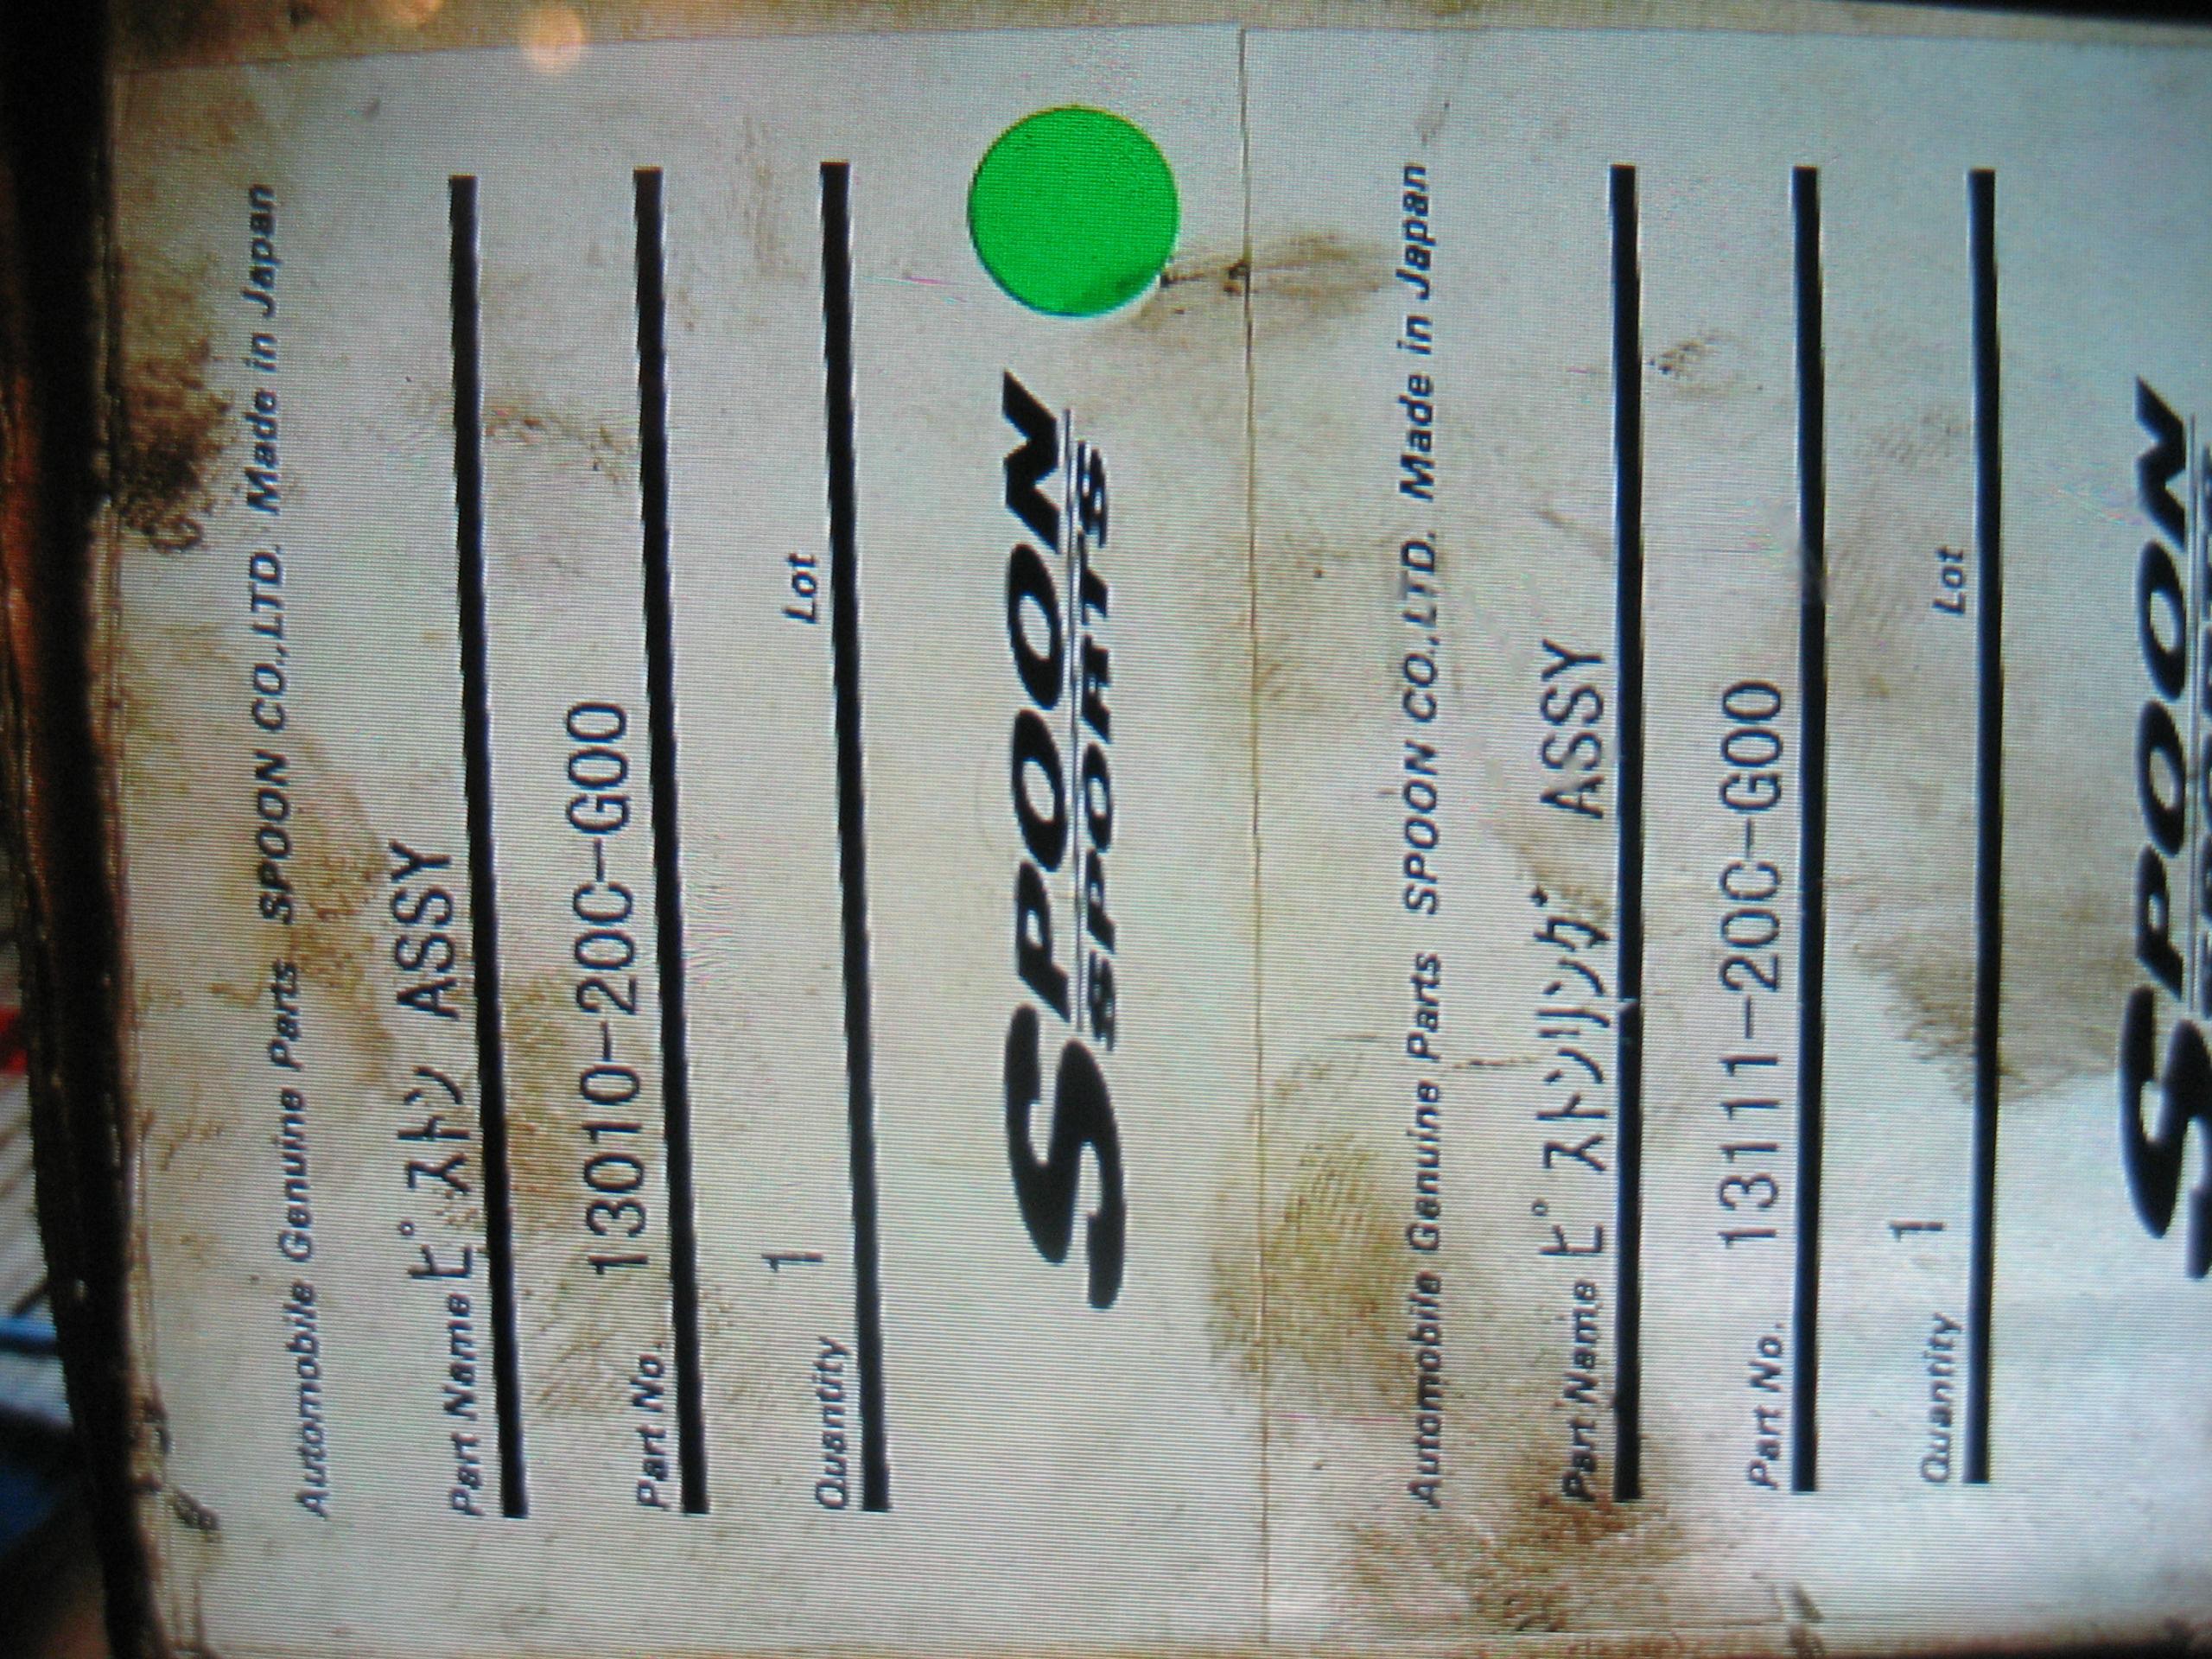 Automobile Genuine Parts SPOON CO.,LTD. Made in Japan
Part Name ピストン ASSY
Part No. 13010-20C-G00
Quantity 1 Lot
SPOON
SPORTS
Automobile Genuine Parts SPOON CO.,LTD. Made in Japan
Part Name ピストンリング ASSY
Part No. 13111-20C-G00
Quantity 1 Lot
SPOON